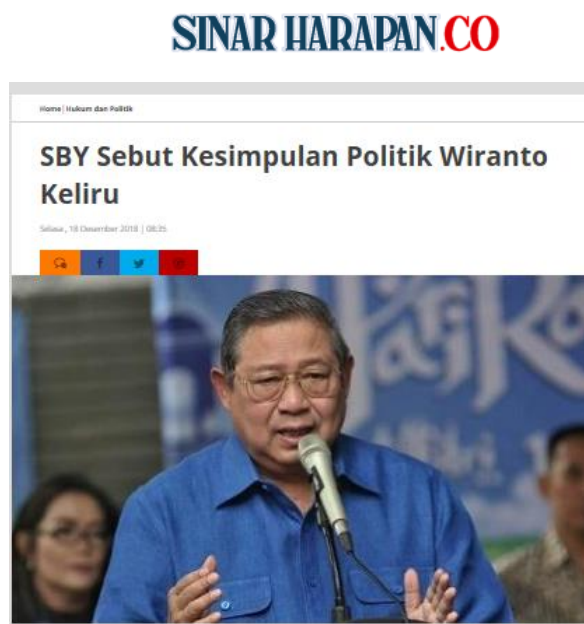 SINAR HARAPAN.CO
Home | Hukum dan Politik
SBY Sebut Kesimpulan Politik Wiranto
Keliru
Selasa , 18 Desember 2018 | 08:35